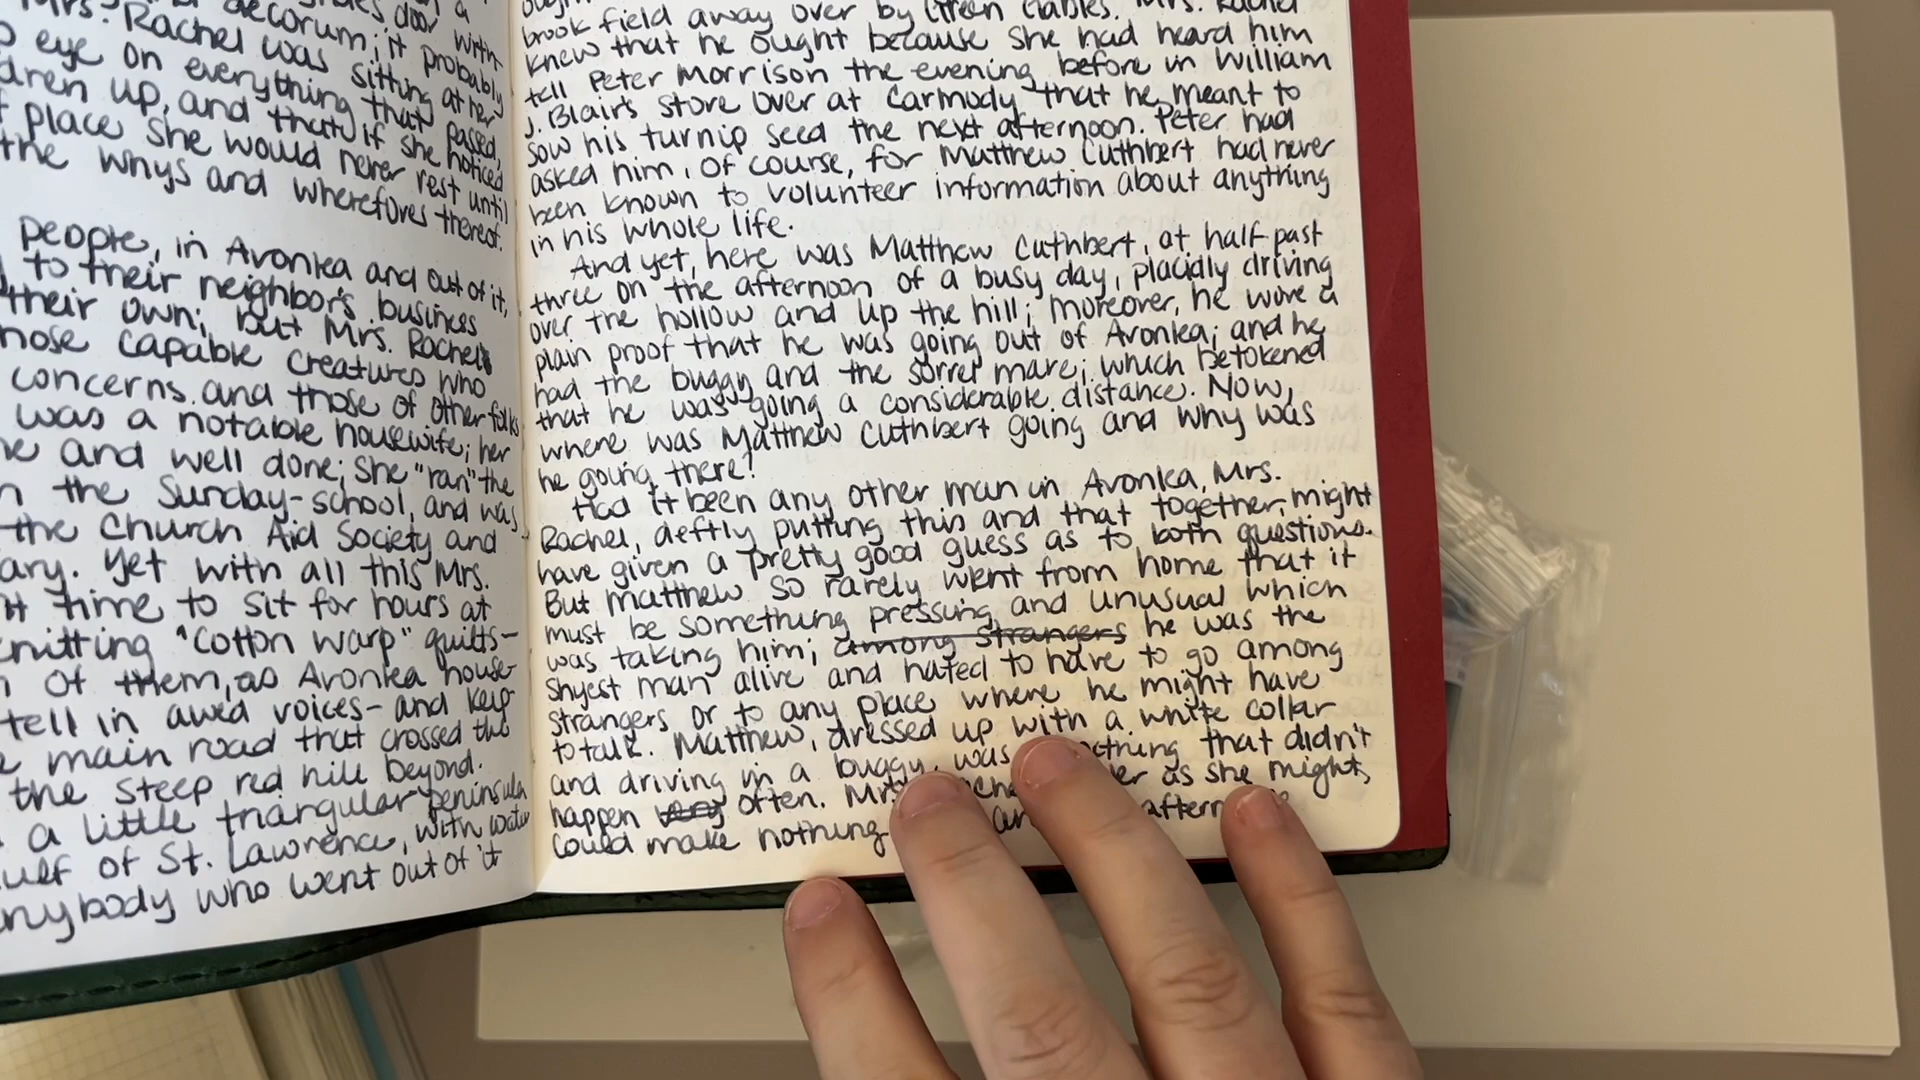 decorum; it probably
Mrs. Rachel was sitting at her
eye on everything that passed,
dren up, and that if she noticed
place she would never rest until
the whys and wherefores thereof.
people, in Avonlea and out of it,
to their neighbor's business
their own; but Mrs. Rachel
hose capable creatures who
concerns and those of other folks
was a notable housewife; her
and well done; she "ran" the
the Sunday-school, and was
the Church Aid Society and
ary. Yet with all this Mrs.
time to sit for hours at
knitting "cotton warp" quilts-
of them, as Avonlea house-
tell in awed voices- and keep
main road that crossed the
the steep red hill beyond.
a little triangular peninsula
of St. Lawrence, with water
anybody who went out of it
brook field away over by Green Gables. Mrs. Rachel
knew that he ought because she had heard him
tell Peter Morrison the evening before in William
J. Blair's store over at Carmody that he meant to
sow his turnip seed the next afternoon. Peter had
asked him, of course, for Matthew Cuthbert had never
been known to volunteer information about anything
in his whole life.
And yet, here was Matthew Cuthbert, at half past
three on the afternoon of a busy day, placidly driving
over the hollow and up the hill; moreover, he wore a
plain proof that he was going out of Avonlea; and he
had the buggy and the sorrel mare; which betokened
that he was going a considerable distance. Now,
where was Matthew Cuthbert going and why was
he going there?
Had it been any other man in Avonlea, Mrs.
Rachel, deftly putting this and that together, might
have given a pretty good guess as to both questions.
But Matthew so rarely went from home that it
must be something pressing and unusual which
was taking him; among strangers he was the
shyest man alive and hated to have to go among
strangers or to any place where he might have
to talk. Matthew, dressed up with a white collar
and driving in a buggy, was that didn't
happen very often. as she might,
could make nothing